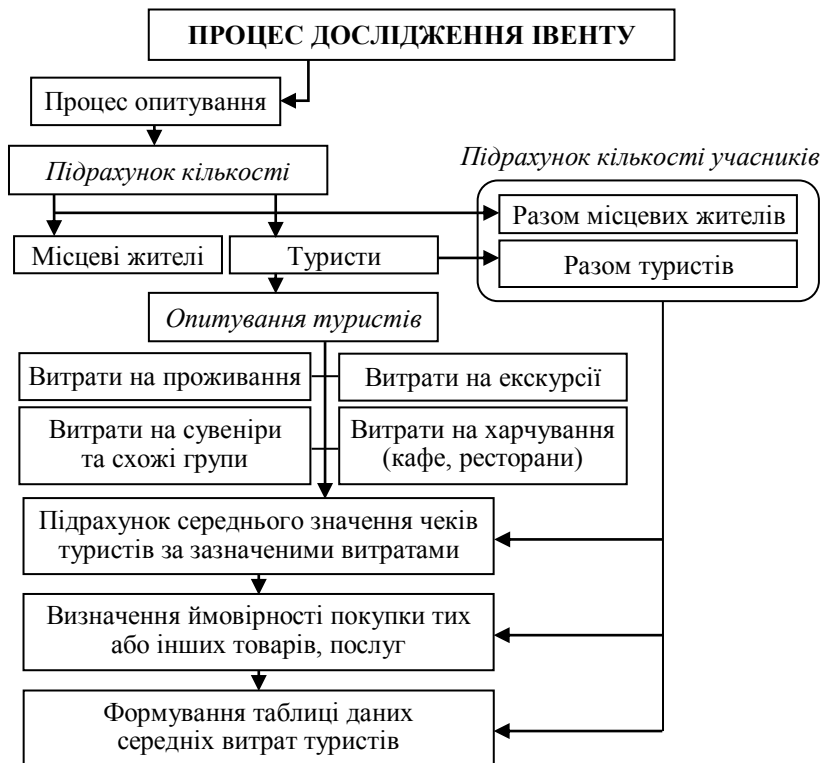 ПРОЦЕС ДОСЛІДЖЕННЯ ІВЕНТУ
Процес опитування
Підрахунок кількості
Підрахунок кількості учасників
Разом місцевих жителів
Місцеві жителі
Туристи
Разом туристів
Опитування туристів
Витрати на проживання
Витрати на екскурсії
Витрати на сувеніри
та схожі групи
Витрати на харчування
(кафе, ресторани)
Підрахунок середнього значення чеків
туристів за зазначеними витратами
Визначення ймовірності покупки тих
або інших товарів, послуг
Формування таблиці даних
середніх витрат туристів